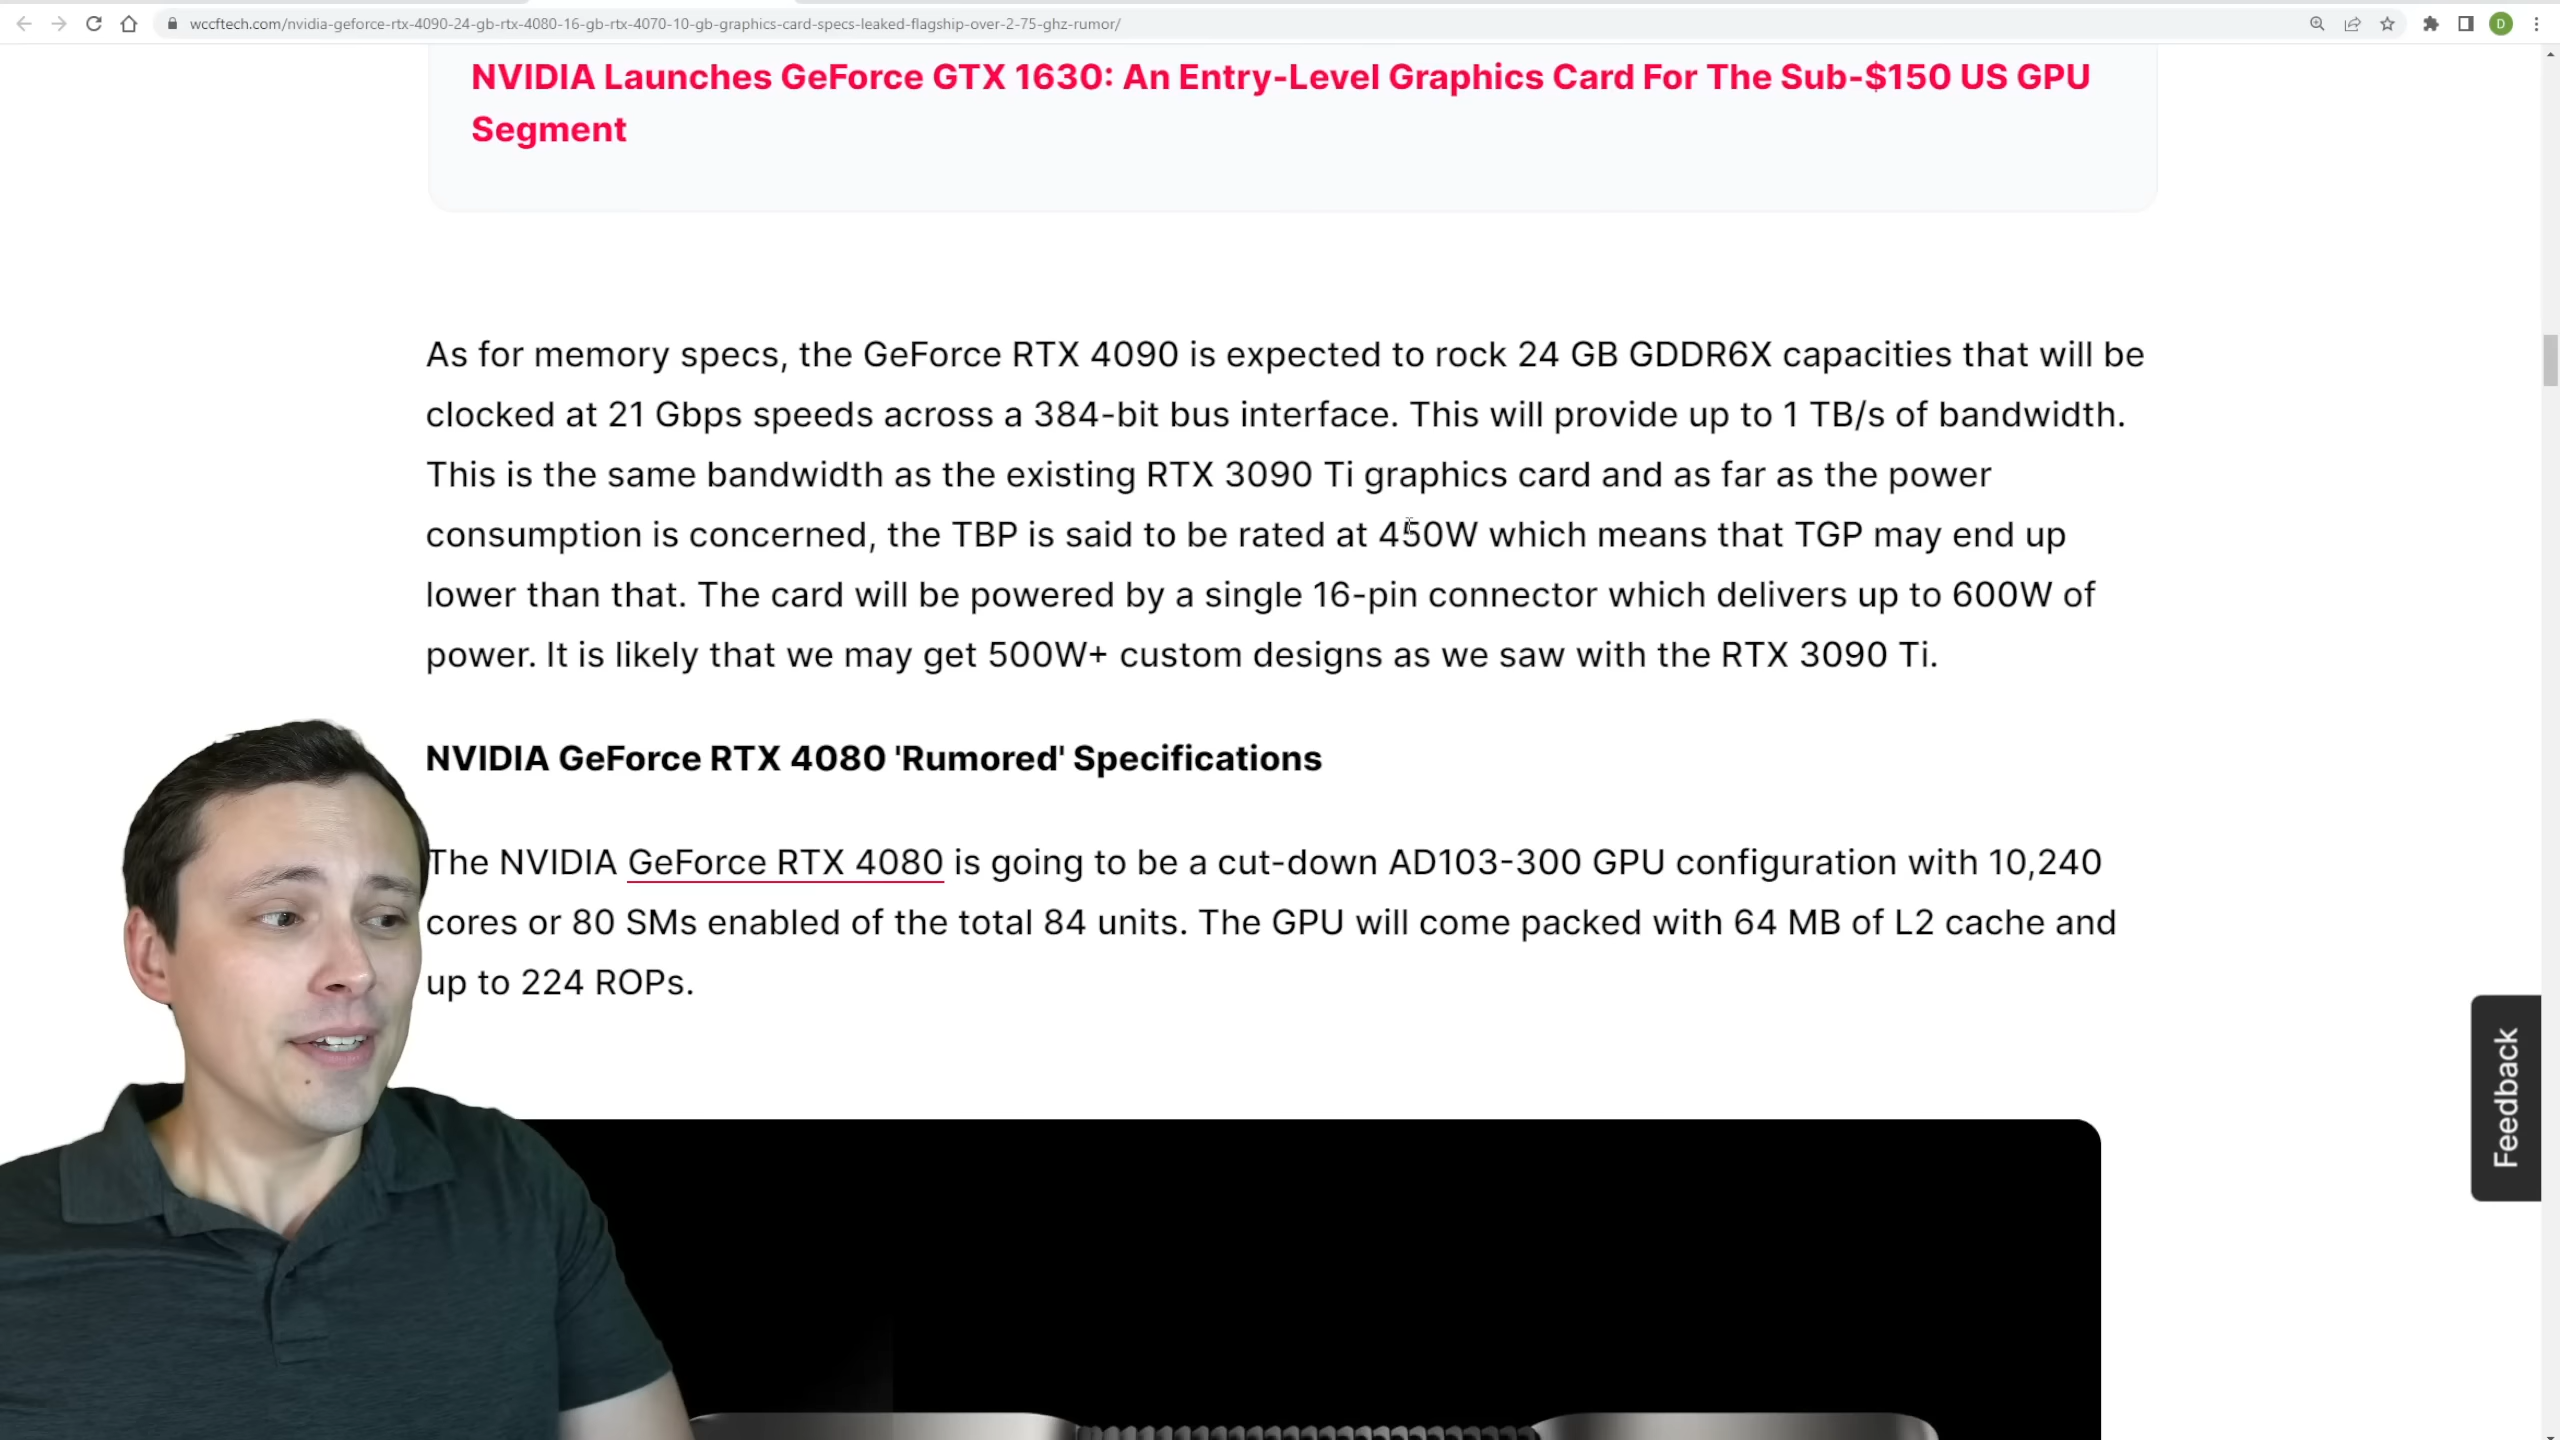 wccftech.com/nvidia-geforce-rtx-4090-24-gb-rtx-4080-16-gb-rtx-4070-10-gb-graphics-card-specs-leaked-flagship-over-2-75-ghz-rumor/
D
NVIDIA Launches GeForce GTX 1630: An Entry-Level Graphics Card For The Sub-$150 US GPU
Segment
As for memory specs, the GeForce RTX 4090 is expected to rock 24 GB GDDR6X capacities that will be
clocked at 21 Gbps speeds across a 384-bit bus interface. This will provide up to 1 TB/s of bandwidth.
This is the same bandwidth as the existing RTX 3090 Ti graphics card and as far as the power
consumption is concerned, the TBP is said to be rated at 450W which means that TGP may end up
lower than that. The card will be powered by a single 16-pin connector which delivers up to 600W of
power. It is likely that we may get 500W+ custom designs as we saw with the RTX 3090 Ti.
NVIDIA GeForce RTX 4080 'Rumored' Specifications
The NVIDIA GeForce RTX 4080 is going to be a cut-down AD103-300 GPU configuration with 10,240
cores or 80 SMs enabled of the total 84 units. The GPU will come packed with 64 MB of L2 cache and
up to 224 ROPs.
Feedback